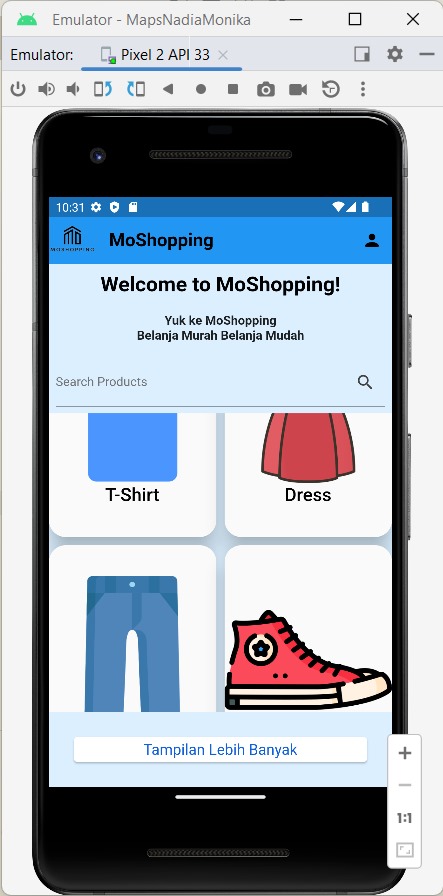 Emulator - MapsNadiaMonika
Emulator:
Pixel 2 API 33
10:31
MOSHOPPING
MoShopping
Welcome to MoShopping!
Yuk ke MoShopping
Belanja Murah Belanja Mudah
Search Products
T-Shirt
Dress
Tampilan Lebih Banyak
1:1